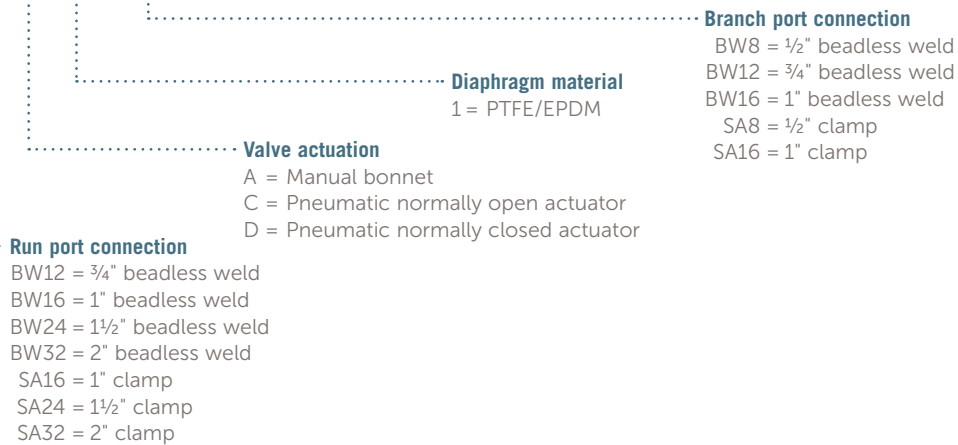 Branch port connection
BW8 = ½" beadless weld
BW12 = ¾" beadless weld
BW16 = 1" beadless weld
SA8 = ½" clamp
SA16 = 1" clamp
Diaphragm material
1 = PTFE/EPDM
Valve actuation
A = Manual bonnet
C = Pneumatic normally open actuator
D = Pneumatic normally closed actuator
Run port connection
BW12 = ¾" beadless weld
BW16 = 1" beadless weld
BW24 = 1½" beadless weld
BW32 = 2" beadless weld
SA16 = 1" clamp
SA24 = 1½" clamp
SA32 = 2" clamp